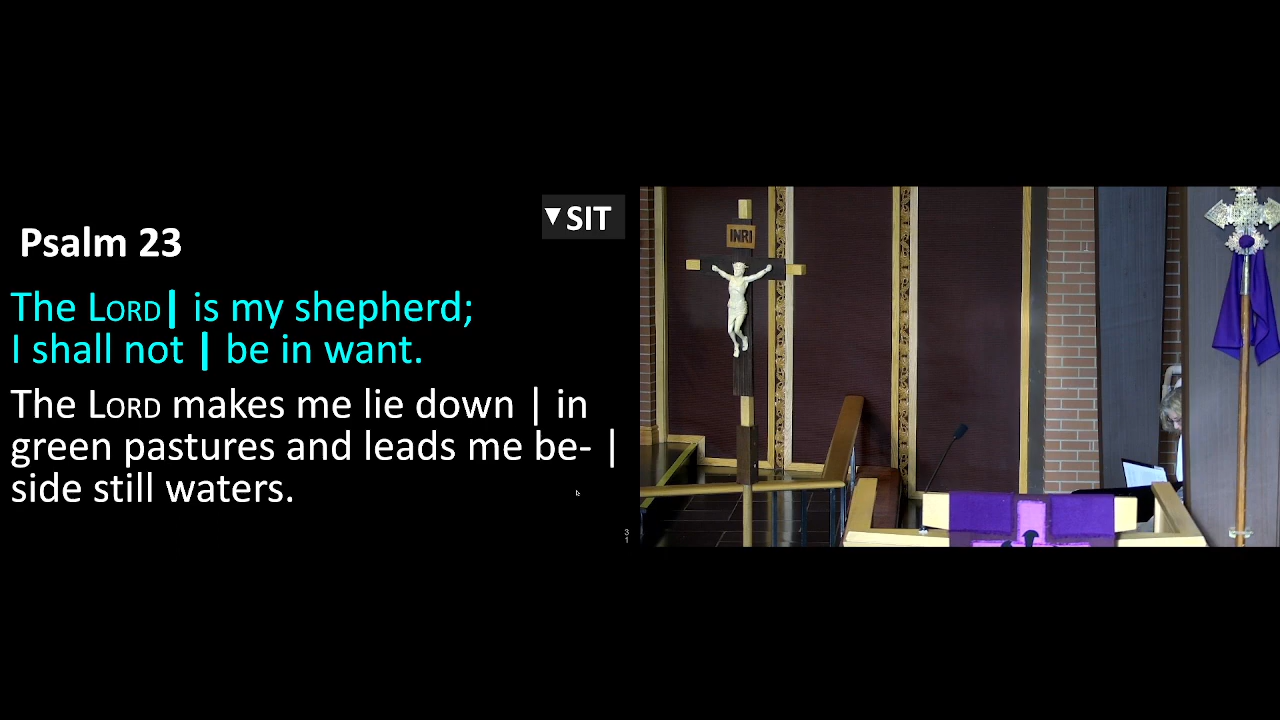 ▼SIT
Psalm 23
The LORD| is my shepherd;
I shall not | be in want.
The LORD makes me lie down | in
green pastures and leads me be- |
side still waters.
31
INRI